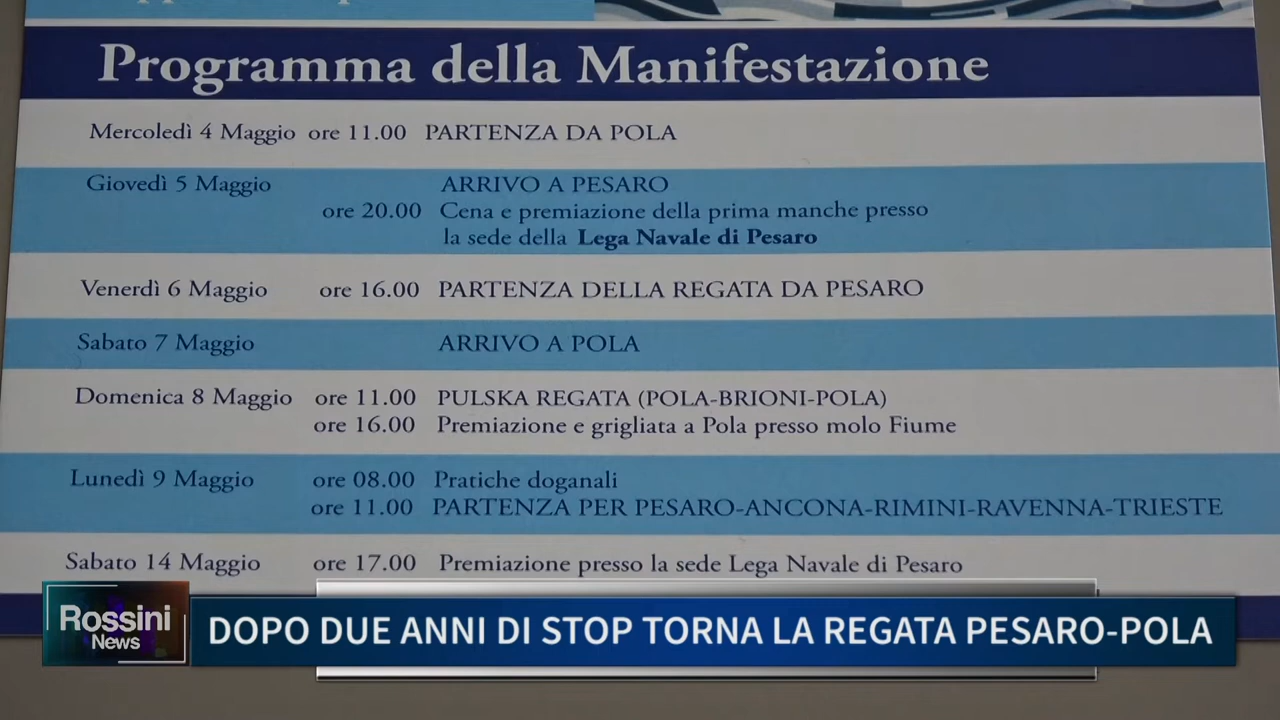 Programma della Manifestazione
Mercoledì 4 Maggio ore 11.00 PARTENZA DA POLA
Giovedì 5 Maggio ARRIVO A PESARO
ore 20.00 Cena e premiazione della prima manche presso
la sede della Lega Navale di Pesaro
Venerdì 6 Maggio ore 16.00 PARTENZA DELLA REGATA DA PESARO
Sabato 7 Maggio ARRIVO A POLA
Domenica 8 Maggio ore 11.00 PULSKA REGATA (POLA-BRIONI-POLA)
ore 16.00 Premiazione e grigliata a Pola presso molo Fiume
Lunedì 9 Maggio ore 08.00 Pratiche doganali
ore 11.00 PARTENZA PER PESARO-ANCONA-RIMINI-RAVENNA-TRIESTE
Sabato 14 Maggio ore 17.00 Premiazione presso la sede Lega Navale di Pesaro
Rossini
News
DOPO DUE ANNI DI STOP TORNA LA REGATA PESARO-POLA